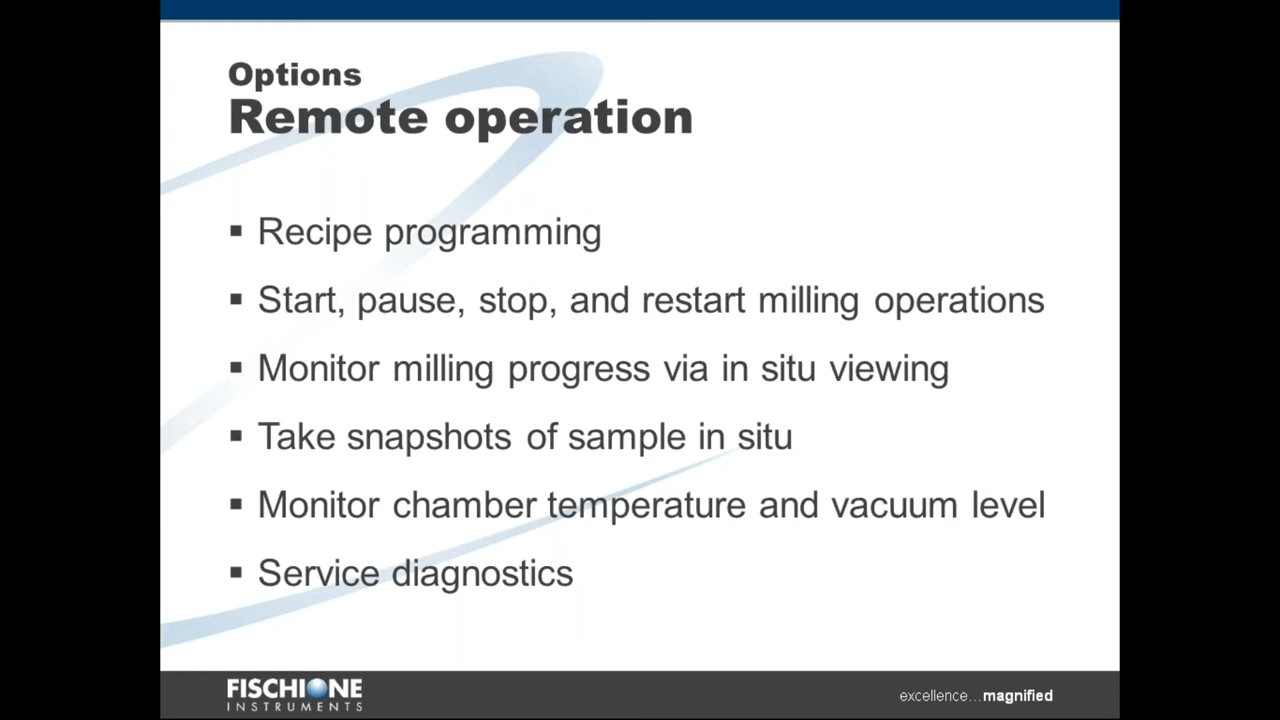 Options
Remote operation
▪ Recipe programming
▪ Start, pause, stop, and restart milling operations
▪ Monitor milling progress via in situ viewing
▪ Take snapshots of sample in situ
▪ Monitor chamber temperature and vacuum level
▪ Service diagnostics
FISCHIONE
INSTRUMENTS
excellence...magnified